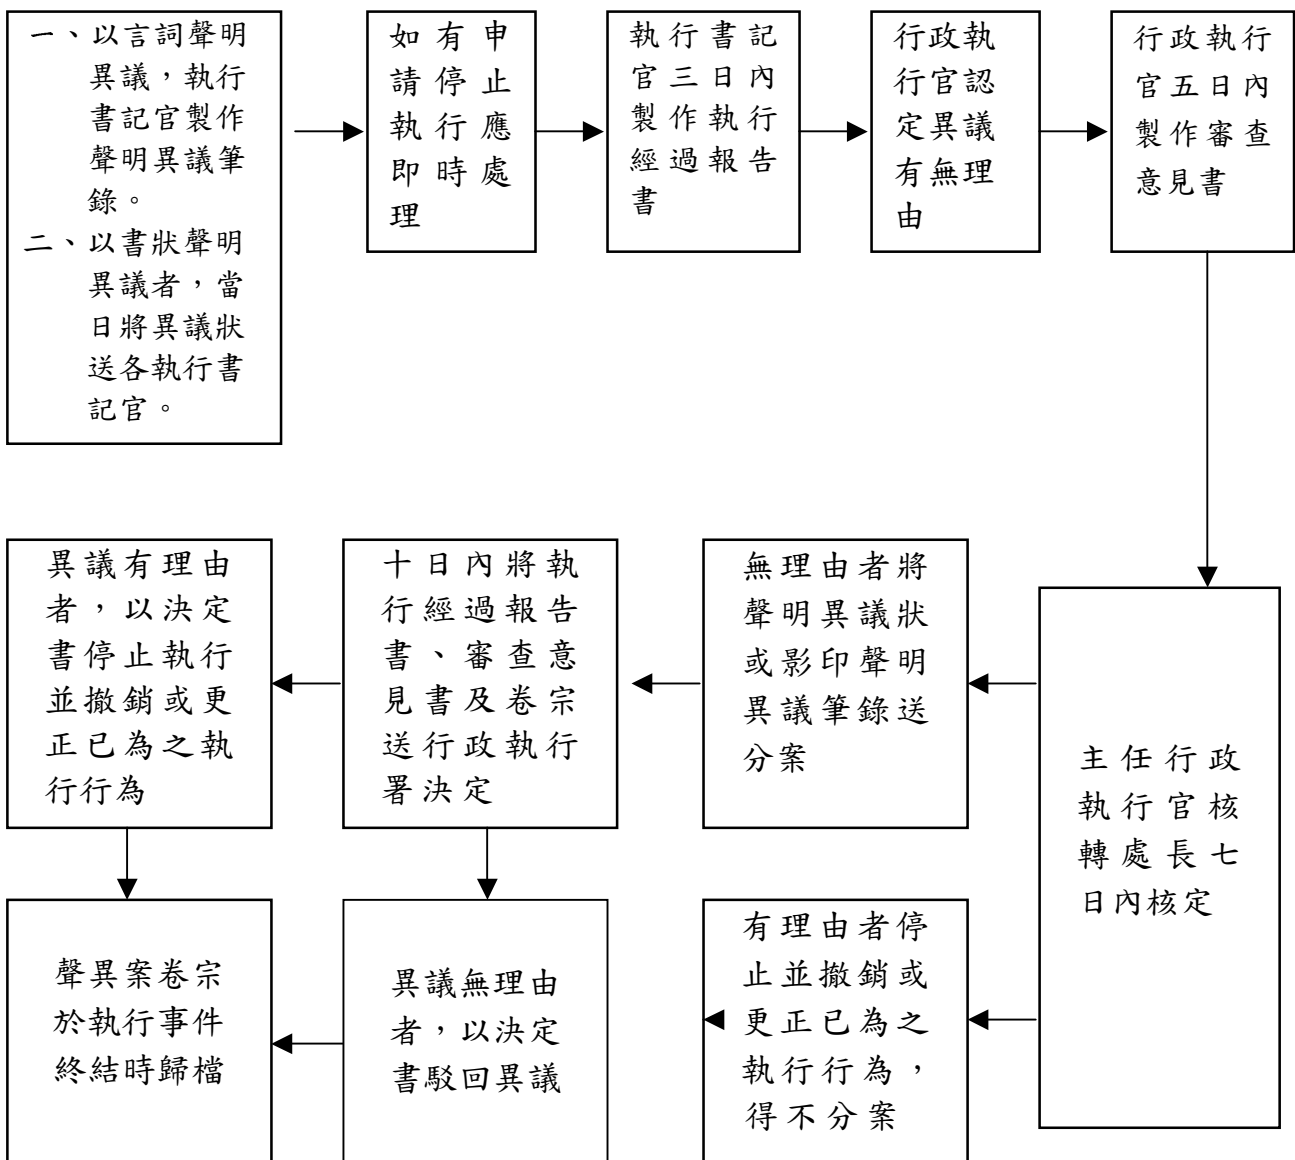 一、以言詞聲明
異議，執行
書記官製作
聲明異議筆
錄。
二、以書狀聲明
異議者，當
日將異議狀
送各執行書
記官。
如有申
請停止
執行應
即時處
理
執行書記
官三日內
製作執行
經過報告
書
行政執
行官認
定異議
有無理
由
行政執行
官五日內
製作審查
意見書
主任行政
執行官核
轉處長七
日內核定
無理由者將
聲明異議狀
或影印聲明
異議筆錄送
分案
十日內將執
行經過報告
書、審查意
見書及卷宗
送行政執行
署決定
異議有理由
者，以決定
書停止執行
並撤銷或更
正已為之執
行行為
有理由者停
止並撤銷或
更正已為之
執行行為，
得不分案
異議無理由
者，以決定
書駁回異議
聲異案卷宗
於執行事件
終結時歸檔